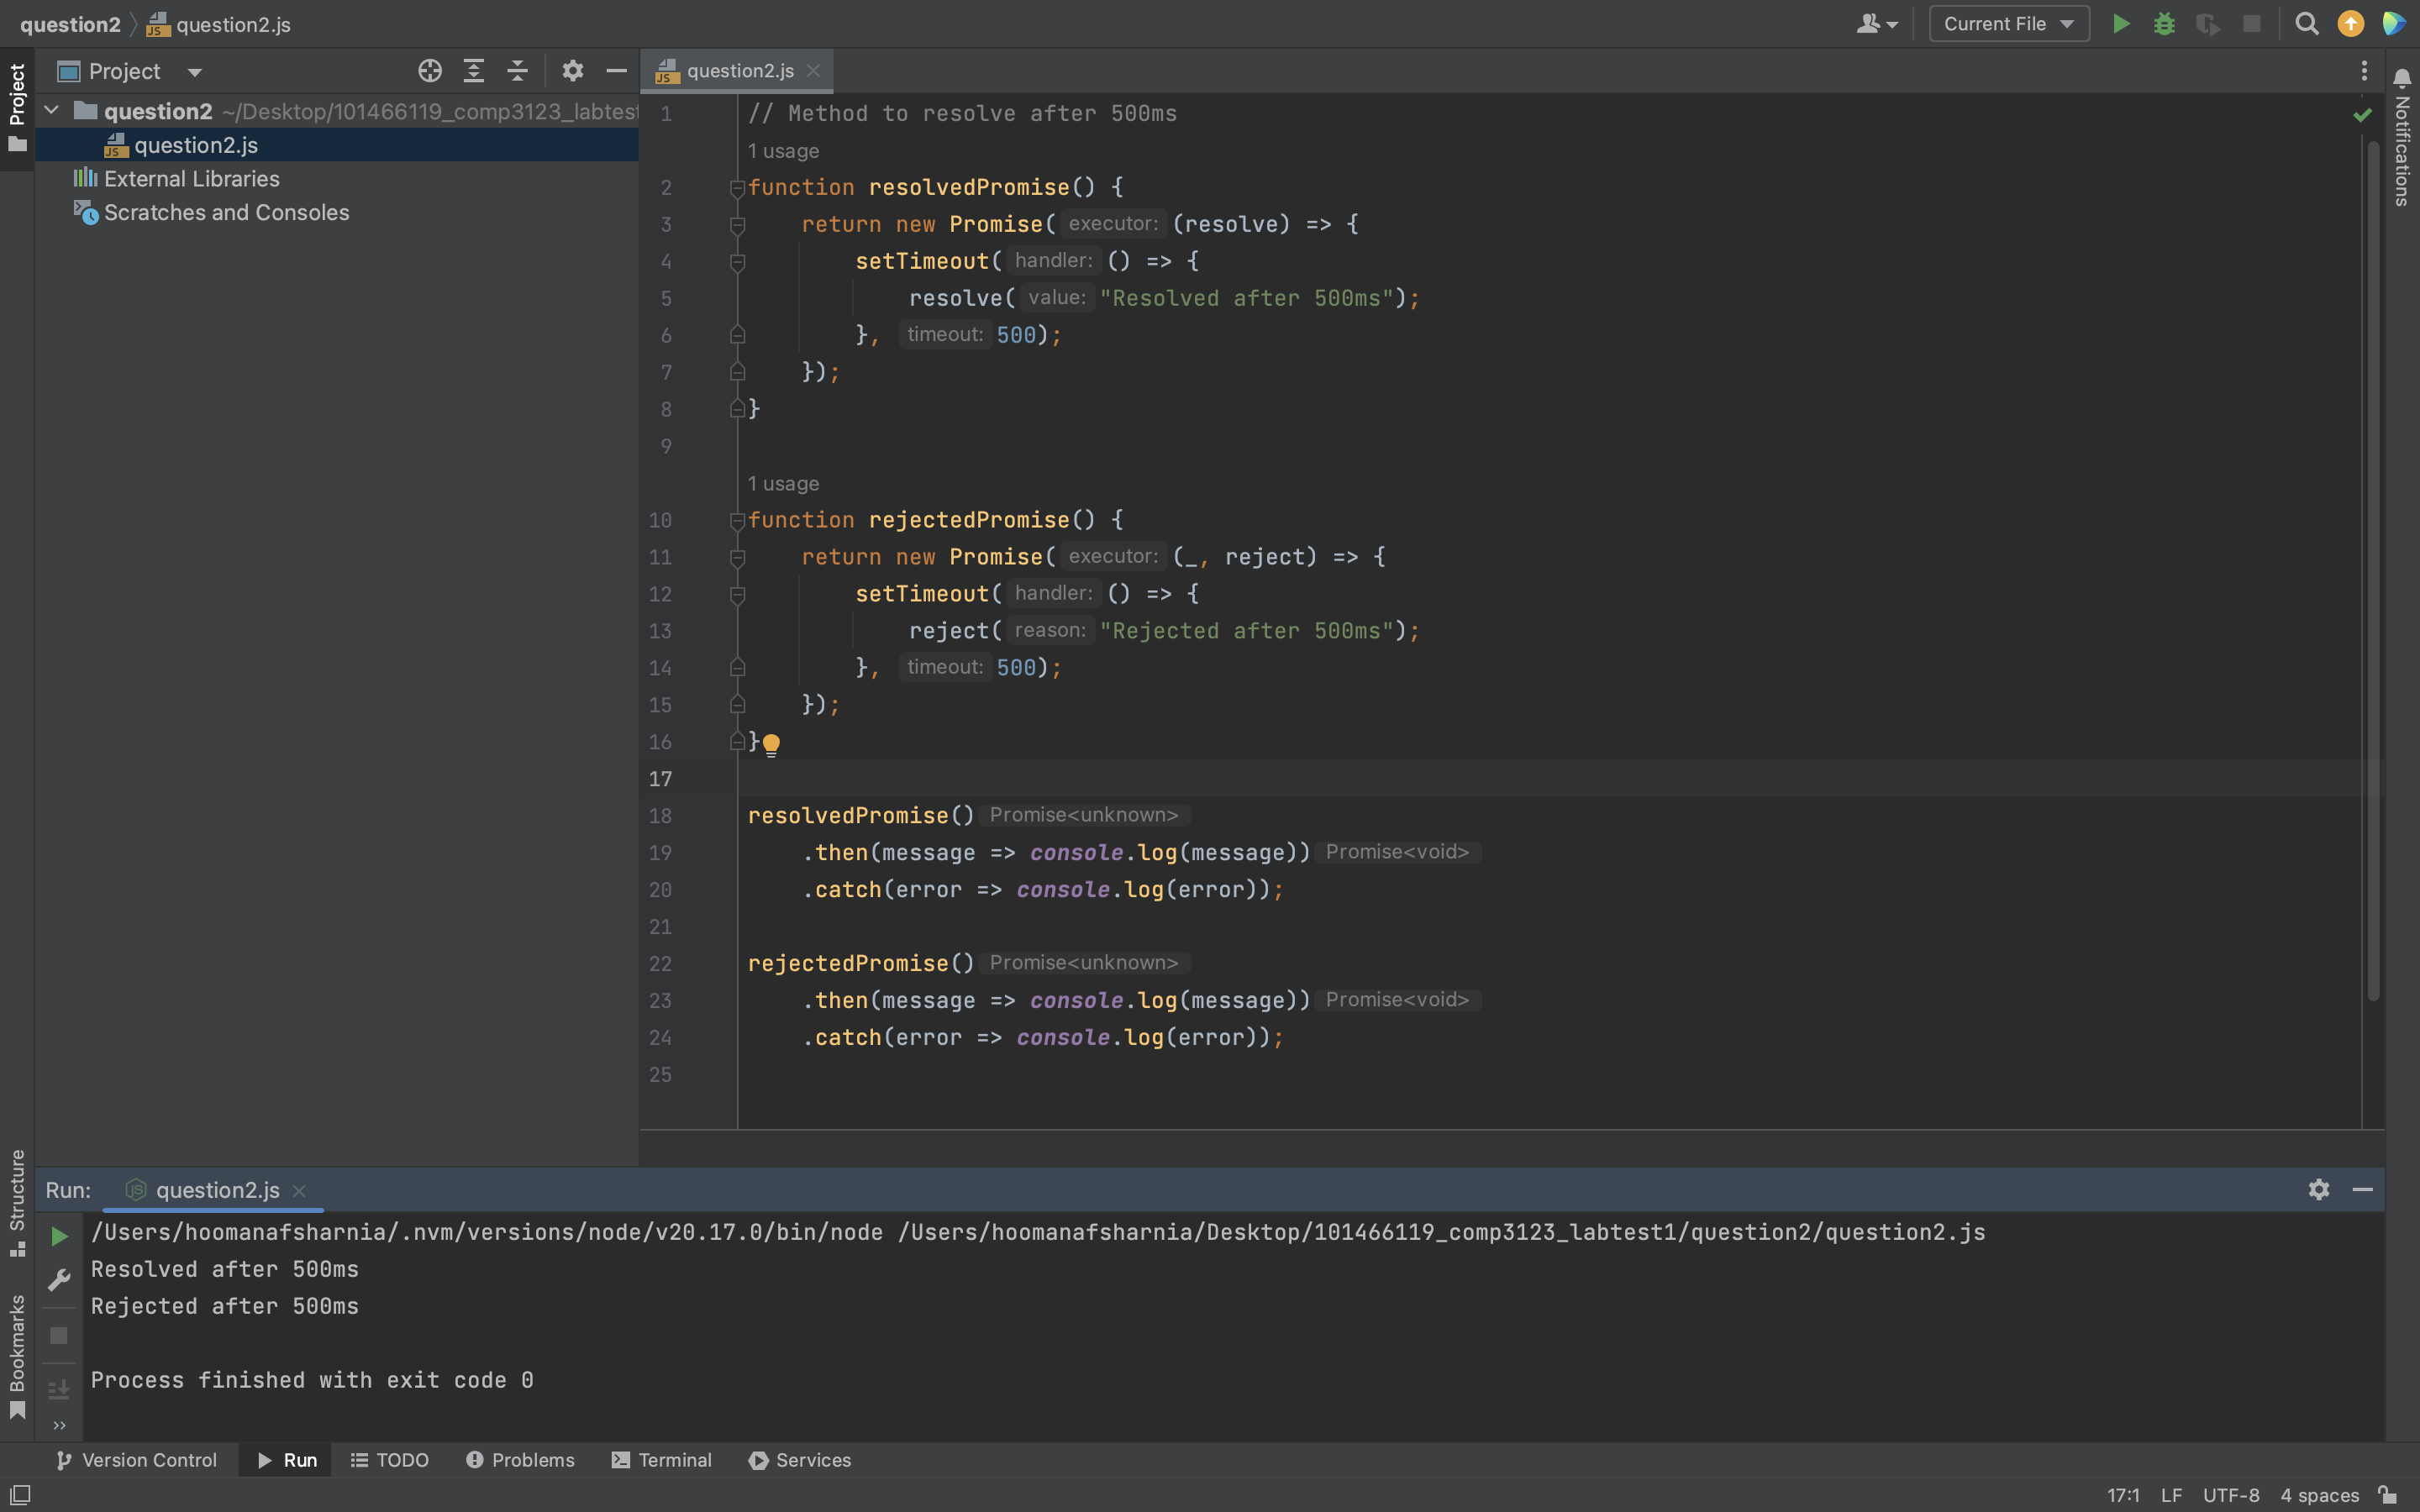 question2 question2.js
Current File
Project
Project
question2.js
Notifications
question2 ~/Desktop/101466119_comp3123_labtest
question2.js
External Libraries
Scratches and Consoles
1 // Method to resolve after 500ms
1 usage
2 function resolvedPromise() {
3 return new Promise( executor: (resolve) => {
4 setTimeout( handler: () => {
5 resolve( value: "Resolved after 500ms");
6 }, timeout: 500);
7 });
8 }
9
1 usage
10 function rejectedPromise() {
11 return new Promise( executor: (_, reject) => {
12 setTimeout( handler: () => {
13 reject( reason: "Rejected after 500ms");
14 }, timeout: 500);
15 });
16 }
17
18 resolvedPromise() Promise<unknown>
19 .then(message => console.log(message)) Promise<void>
20 .catch(error => console.log(error));
21
22 rejectedPromise() Promise<unknown>
23 .then(message => console.log(message)) Promise<void>
24 .catch(error => console.log(error));
25
Structure
Bookmarks
Run: question2.js
/Users/hoomanafsharnia/.nvm/versions/node/v20.17.0/bin/node /Users/hoomanafsharnia/Desktop/101466119_comp3123_labtest1/question2/question2.js
Resolved after 500ms
Rejected after 500ms
Process finished with exit code 0
Version Control Run TODO Problems Terminal Services
17:1 LF UTF-8 4 spaces